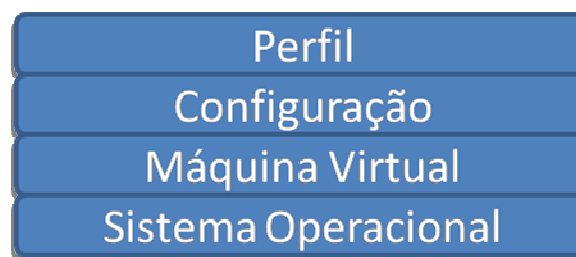 Perfil
Configuração
Máquina Virtual
Sistema Operacional